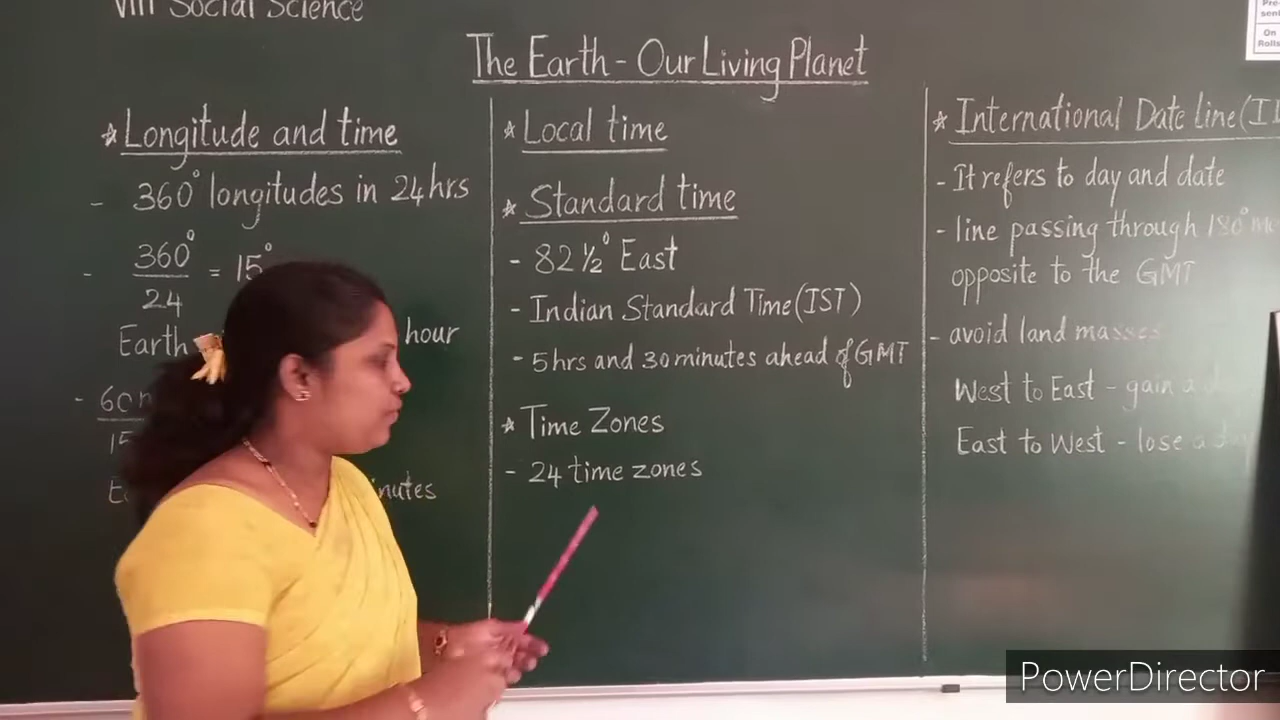 VIII Social Science
The Earth - Our Living Planet
* Longitude and time
- 360° longitudes in 24 hrs
- 360° = 15°
24
Earth hour
- 60
15
minutes
* Local time
* Standard time
- 82 ½° East
- Indian Standard Time (IST)
- 5 hrs and 30 minutes ahead of GMT
* Time Zones
- 24 time zones
* International Date Line (I
- It refers to day and date
- line passing through 180°
opposite to the GMT
- avoid land masses
West to East - gain a
East to West - lose a day
On
Rolls
PowerDirector